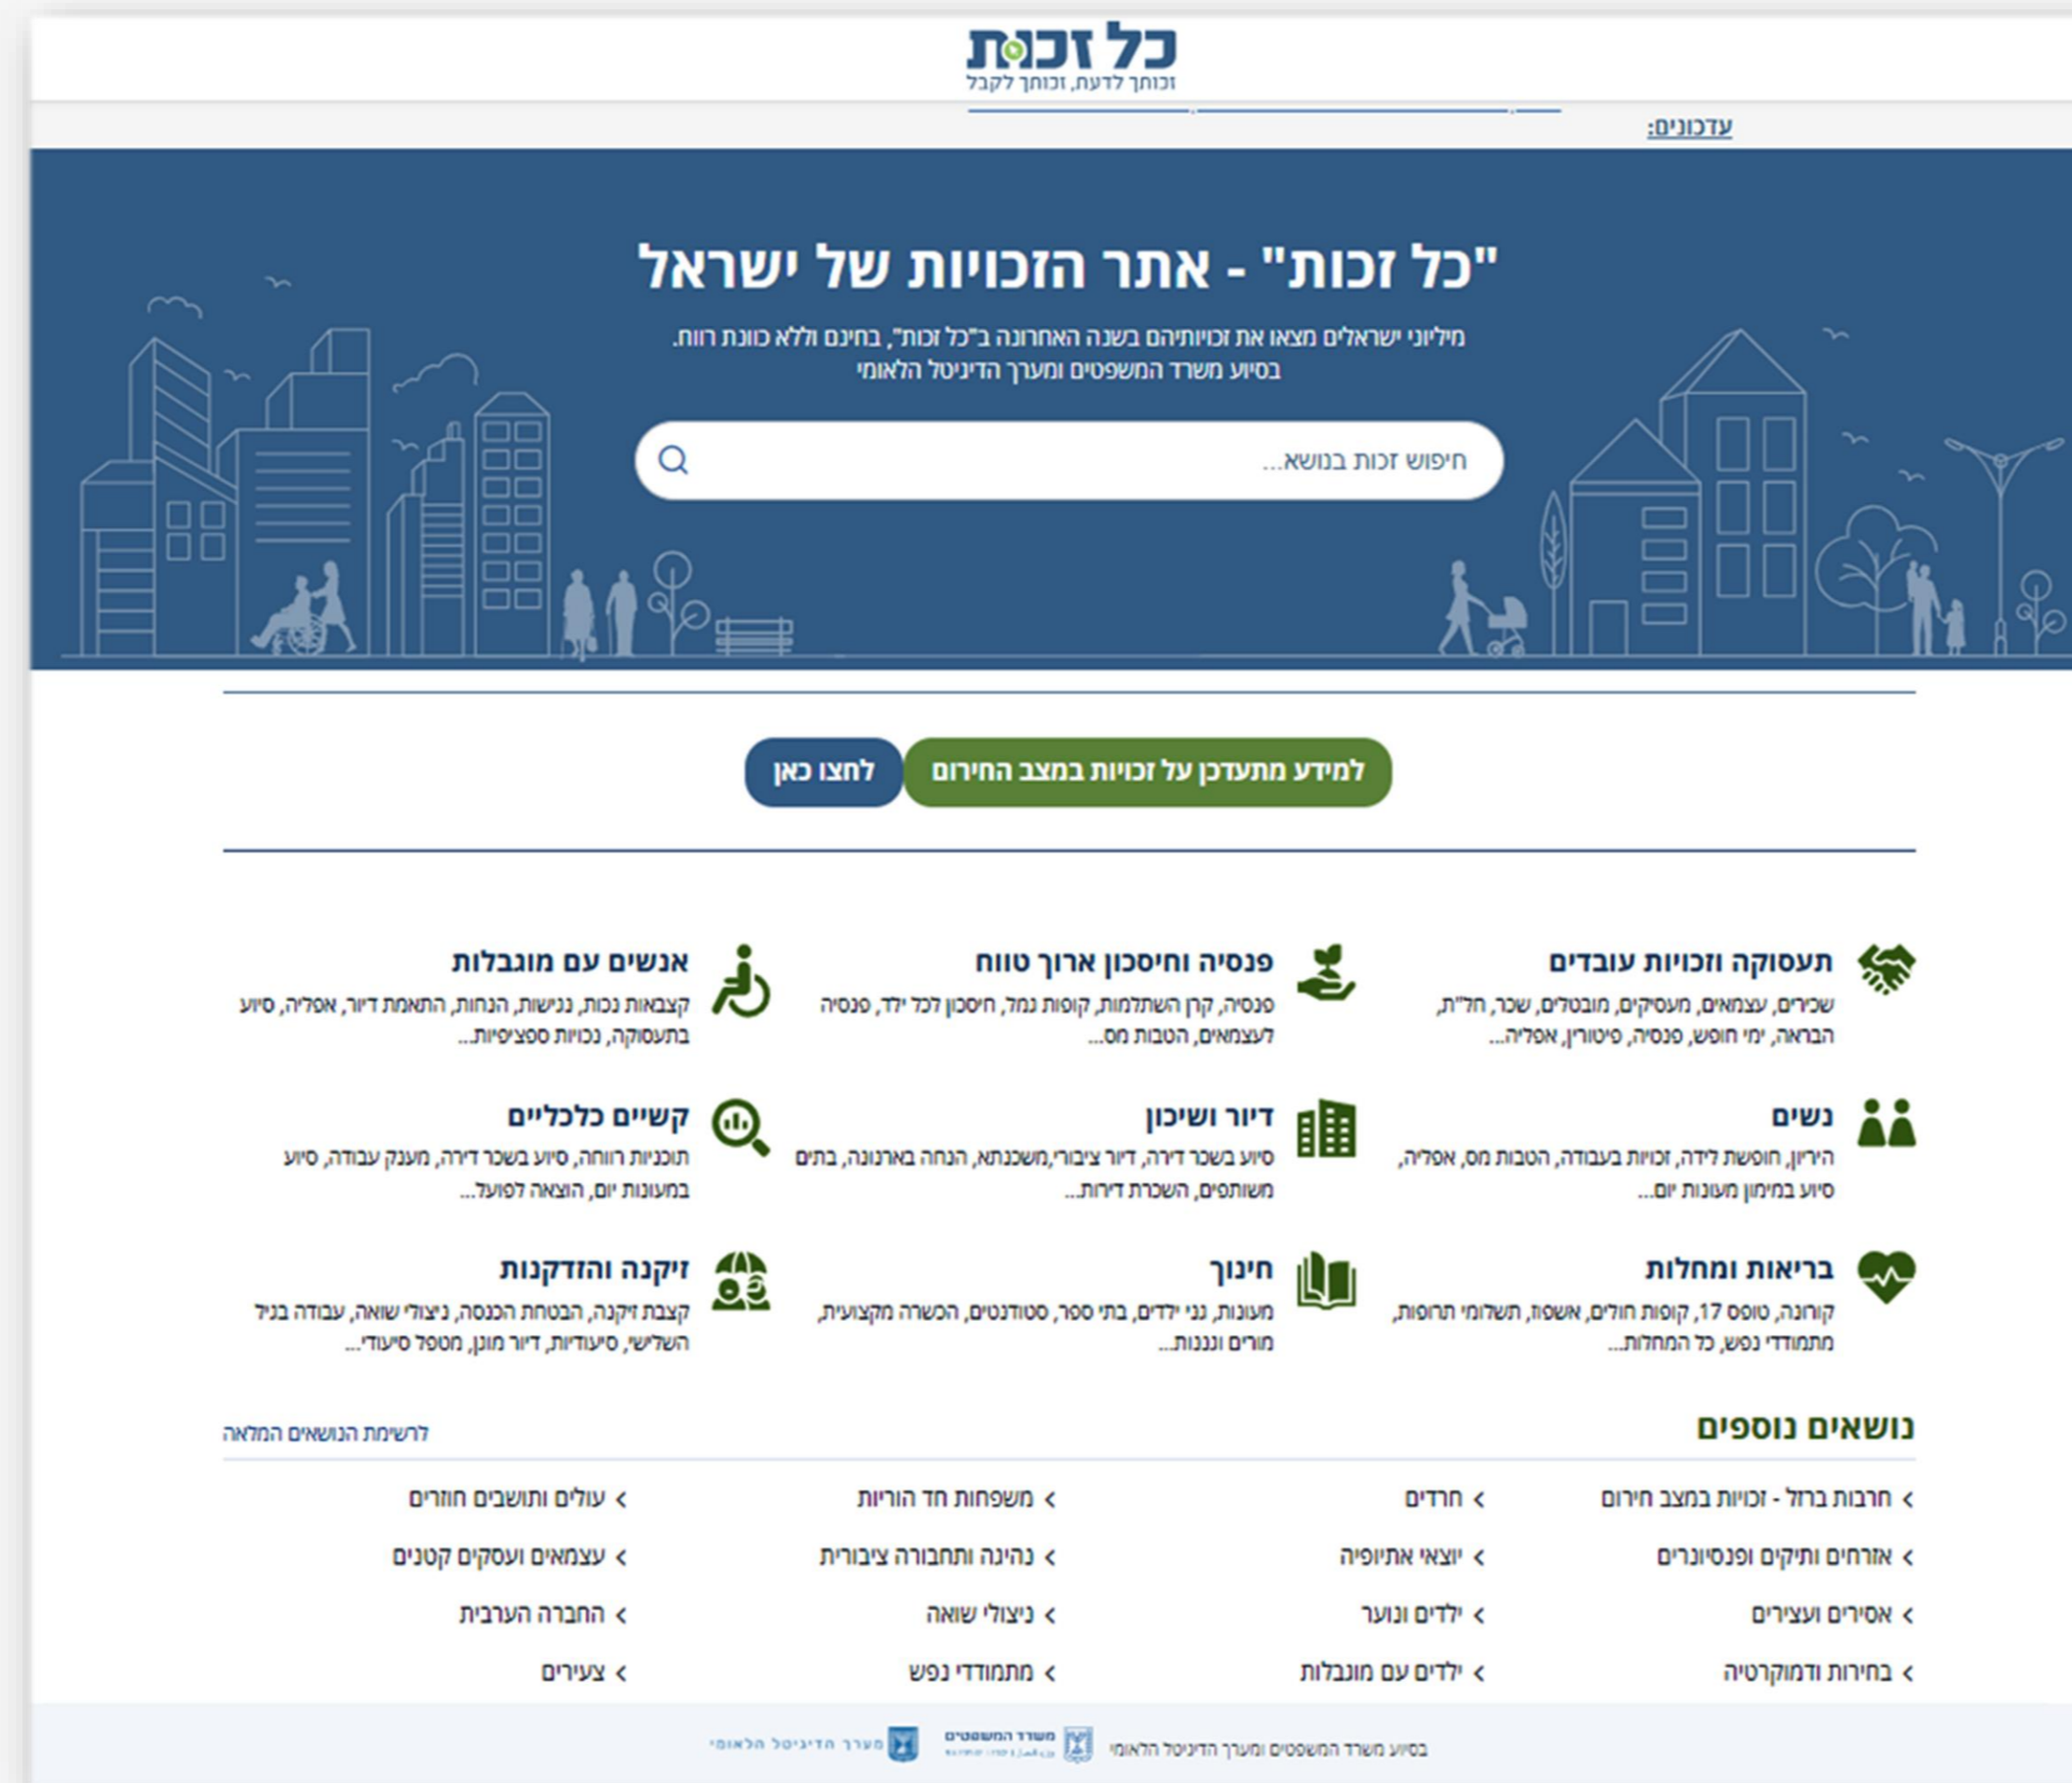 כל זכות
זכותך לדעת, זכותך לקבל
עדכונים:
"כל זכות" - אתר הזכויות של ישראל
מיליוני ישראלים מצאו את זכויותיהם בשנה האחרונה ב"כל זכות", בחינם וללא כוונת רווח.
בסיוע משרד המשפטים ומערך הדיגיטל הלאומי
חיפוש זכות בנושא...
למידע מתעדכן על זכויות במצב החירום
לחצו כאן
תעסוקה וזכויות עובדים
שכירים, עצמאים, מעסיקים, מובטלים, שכר, חל"ת,
הבראה, ימי חופש, פנסיה, פיטורין, אפליה...
פנסיה וחיסכון ארוך טווח
פנסיה, קרן השתלמות, קופות גמל, חיסכון לכל ילד, פנסיה
לעצמאים, הטבות מס...
אנשים עם מוגבלות
קצבאות נכות, נגישות, הנחות, התאמת דיור, אפליה, סיוע
בתעסוקה, נכויות ספציפיות...
נשים
היריון, חופשת לידה, זכויות בעבודה, הטבות מס, אפליה,
סיוע במימון מעונות יום...
דיור ושיכון
סיוע בשכר דירה, דיור ציבורי,משכנתא, הנחה בארנונה, בתים
משותפים, השכרת דירות...
קשיים כלכליים
תוכניות רווחה, סיוע בשכר דירה, מענק עבודה, סיוע
במעונות יום, הוצאה לפועל...
בריאות ומחלות
קורונה, טופס 17, קופות חולים, אשפוז, תשלומי תרופות,
מתמודדי נפש, כל המחלות...
חינוך
מעונות, גני ילדים, בתי ספר, סטודנטים, הכשרה מקצועית,
מורים וגננות...
זיקנה והזדקנות
קצבת זיקנה, הבטחת הכנסה, ניצולי שואה, עבודה בגיל
השלישי, סיעודיות, דיור מוגן, מטפל סיעודי...
נושאים נוספים
לרשימת הנושאים המלאה
חרבות ברזל - זכויות במצב חירום
חרדים
משפחות חד הוריות
עולים ותושבים חוזרים
אזרחים ותיקים ופנסיונרים
יוצאי אתיופיה
נהיגה ותחבורה ציבורית
עצמאים ועסקים קטנים
אסירים ועצירים
ילדים ונוער
ניצולי שואה
החברה הערבית
בחירות ודמוקרטיה
ילדים עם מוגבלות
מתמודדי נפש
צעירים
בסיוע משרד המשפטים ומערך הדיגיטל הלאומי
משרד המשפטים
מערך הדיגיטל הלאומי